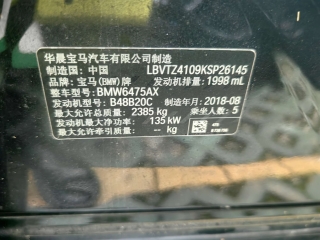 华晨宝马汽车有限公司制造
制造国：中国 LBVTZ4109KSP26145
品牌：宝马(BMW)牌 发动机排量：1998 mL
整车型号：BMW6475AX
发动机型号：B48B20C 制造年月：2018-08
最大允许总质量：2385 kg 乘坐人数：5
发动机最大净功率：135 kW
最大允许牵引质量：- kg